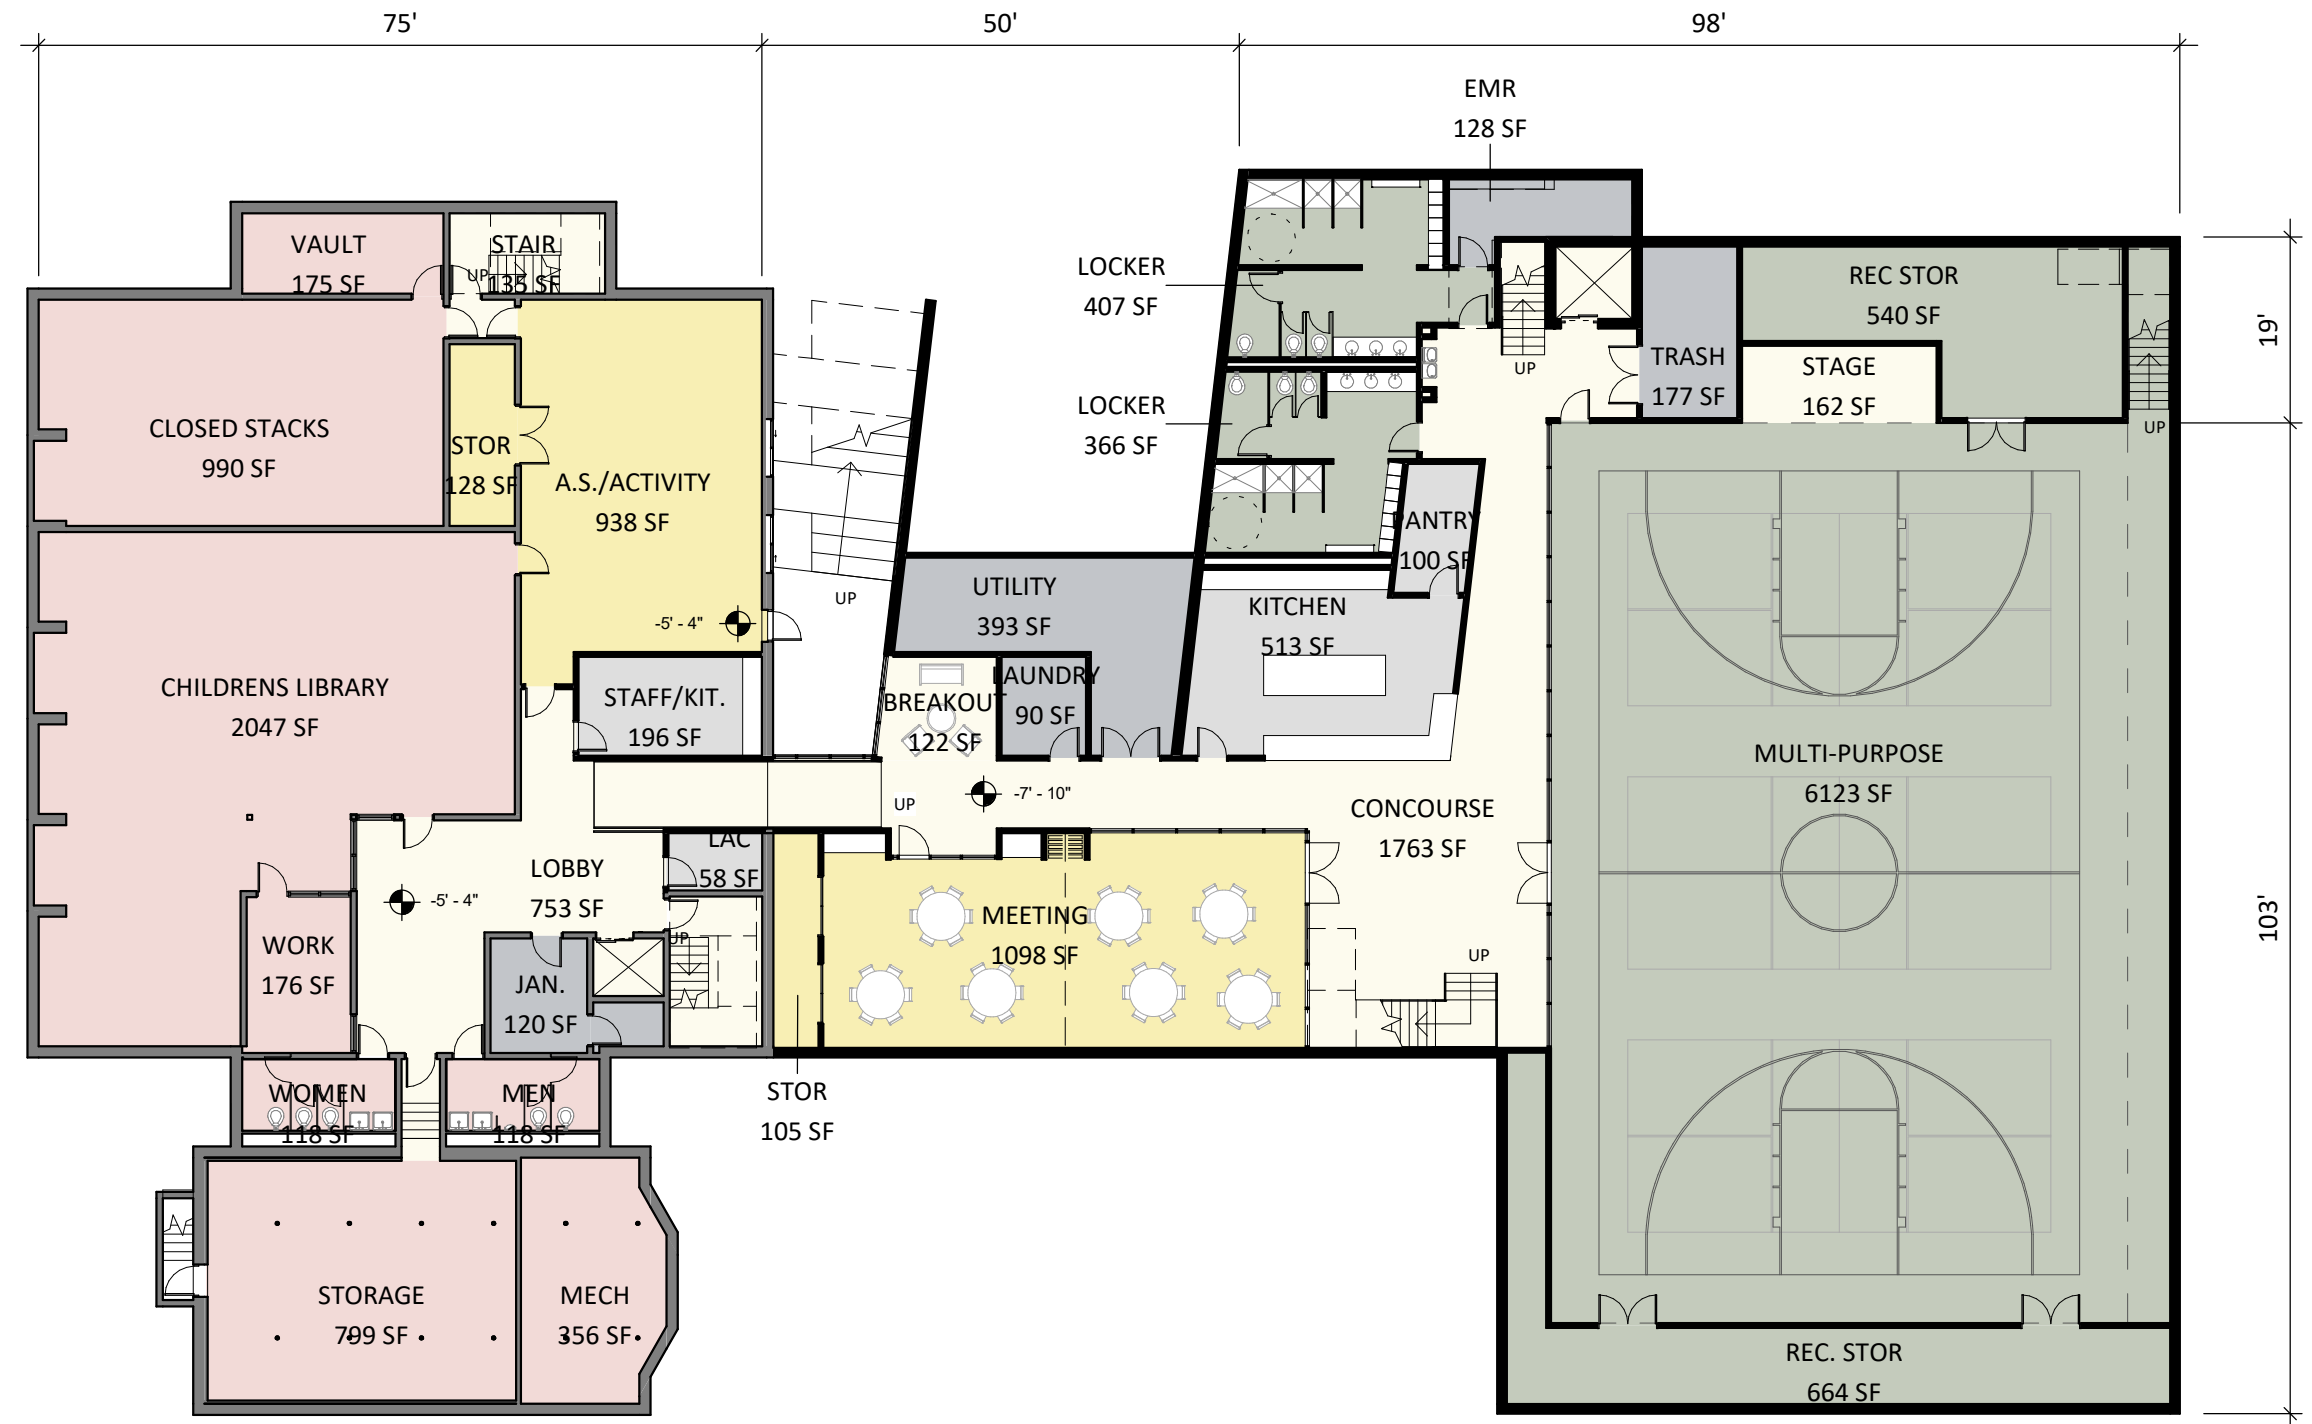 75'
50'
98'
EMR
128 SF
VAULT
175 SF
STAIR
135 SF
UP
LOCKER
407 SF
REC STOR
540 SF
19'
TRASH
177 SF
STAGE
162 SF
UP
UP
LOCKER
366 SF
CLOSED STACKS
990 SF
STOR
128 SF
A.S./ACTIVITY
938 SF
PANTRY
100 SF
UP
UTILITY
393 SF
KITCHEN
513 SF
-5' - 4"
CHILDRENS LIBRARY
2047 SF
STAFF/KIT.
196 SF
BREAKOUT
122 SF
LAUNDRY
90 SF
MULTI-PURPOSE
6123 SF
UP
-7' - 10"
CONCOURSE
1763 SF
LAC
58 SF
LOBBY
753 SF
-5' - 4"
UP
MEETING
1098 SF
UP
103'
WORK
176 SF
JAN.
120 SF
WOMEN
118 SF
MEN
118 SF
STOR
105 SF
STORAGE
799 SF
MECH
356 SF
REC. STOR
664 SF